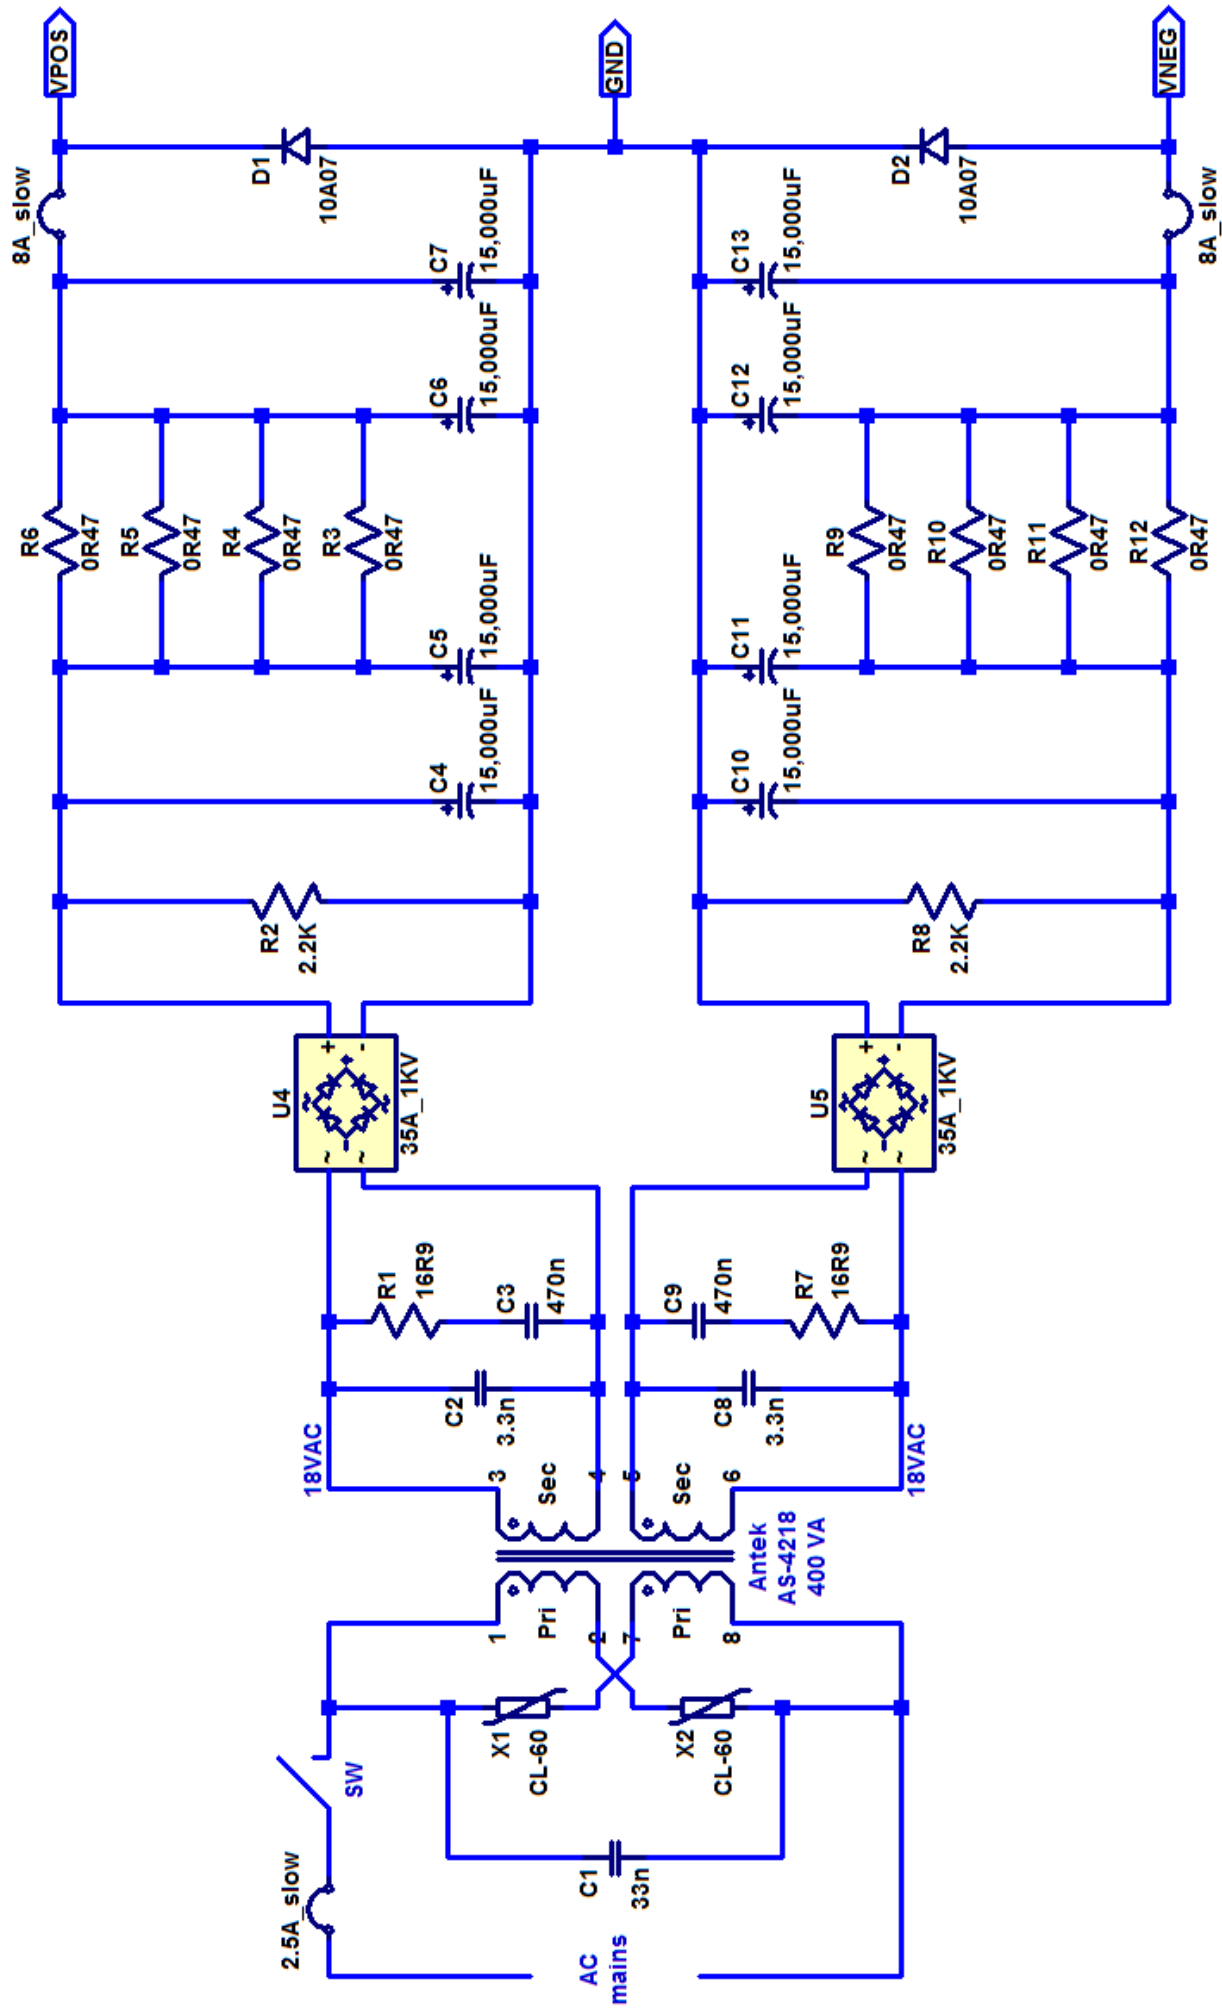 2.5A_slow
SW
AC
mains
C1
33n
X1
CL-60
X2
CL-60
1
Pri
2
7
Pri
8
3
Sec
4
5
Sec
6
Antek
AS-4218
400 VA
18VAC
18VAC
C2
3.3n
R1
16R9
C3
470n
C8
3.3n
C9
470n
R7
16R9
U4
~
~
+
-
35A_1KV
U5
~
~
+
-
35A_1KV
R2
2.2K
R8
2.2K
C4
15,000uF
C5
15,000uF
C10
15,000uF
C11
15,000uF
R6
0R47
R5
0R47
R4
0R47
R3
0R47
R9
0R47
R10
0R47
R11
0R47
R12
0R47
C6
15,000uF
C7
15,000uF
C12
15,000uF
C13
15,000uF
8A_slow
8A_slow
D1
10A07
D2
10A07
VPOS
GND
VNEG